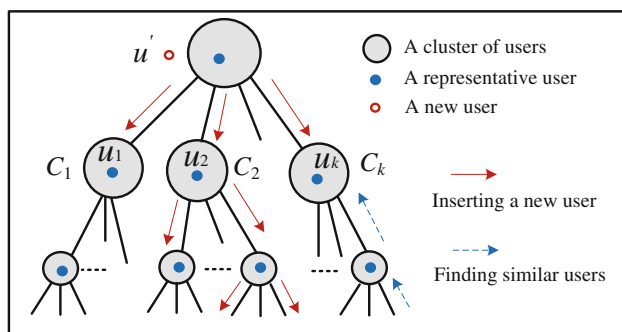 u'
A cluster of users
A representative user
A new user
C1 u1 u2 C2 uk Ck
Inserting a new user
Finding similar users